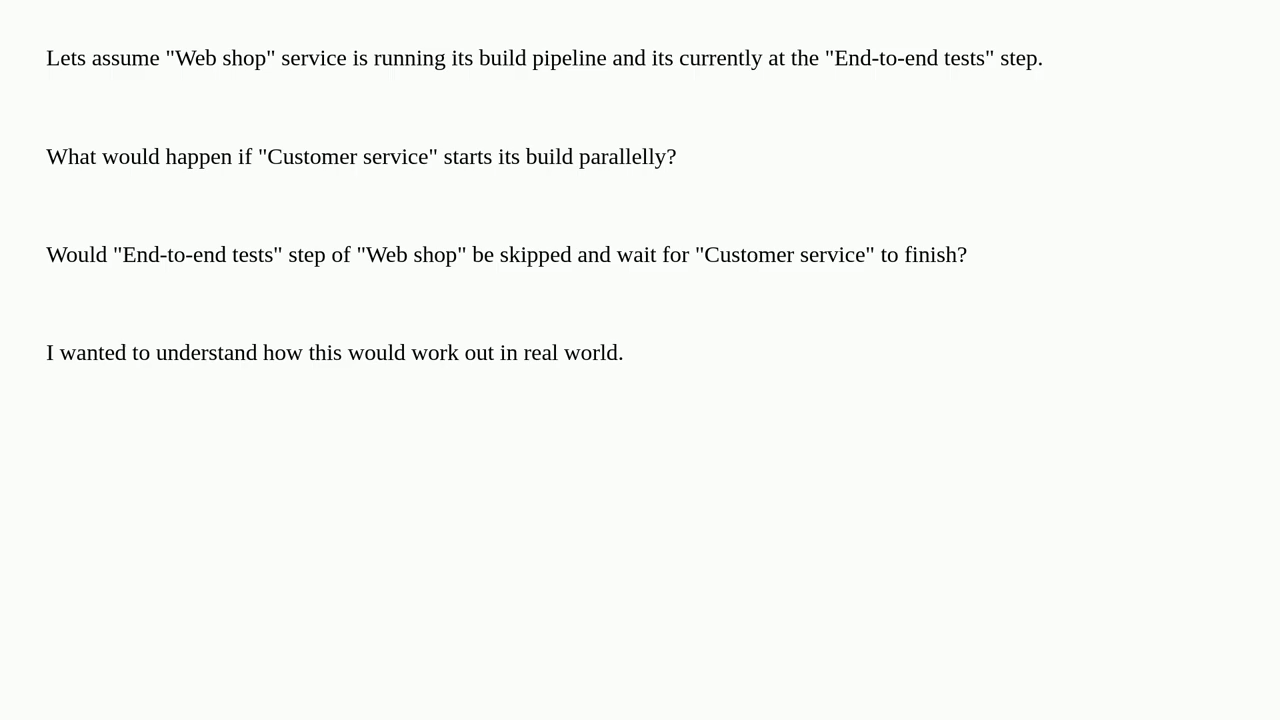 Lets assume "Web shop" service is running its build pipeline and its currently at the "End-to-end tests" step.
What would happen if "Customer service" starts its build parallelly?
Would "End-to-end tests" step of "Web shop" be skipped and wait for "Customer service" to finish?
I wanted to understand how this would work out in real world.